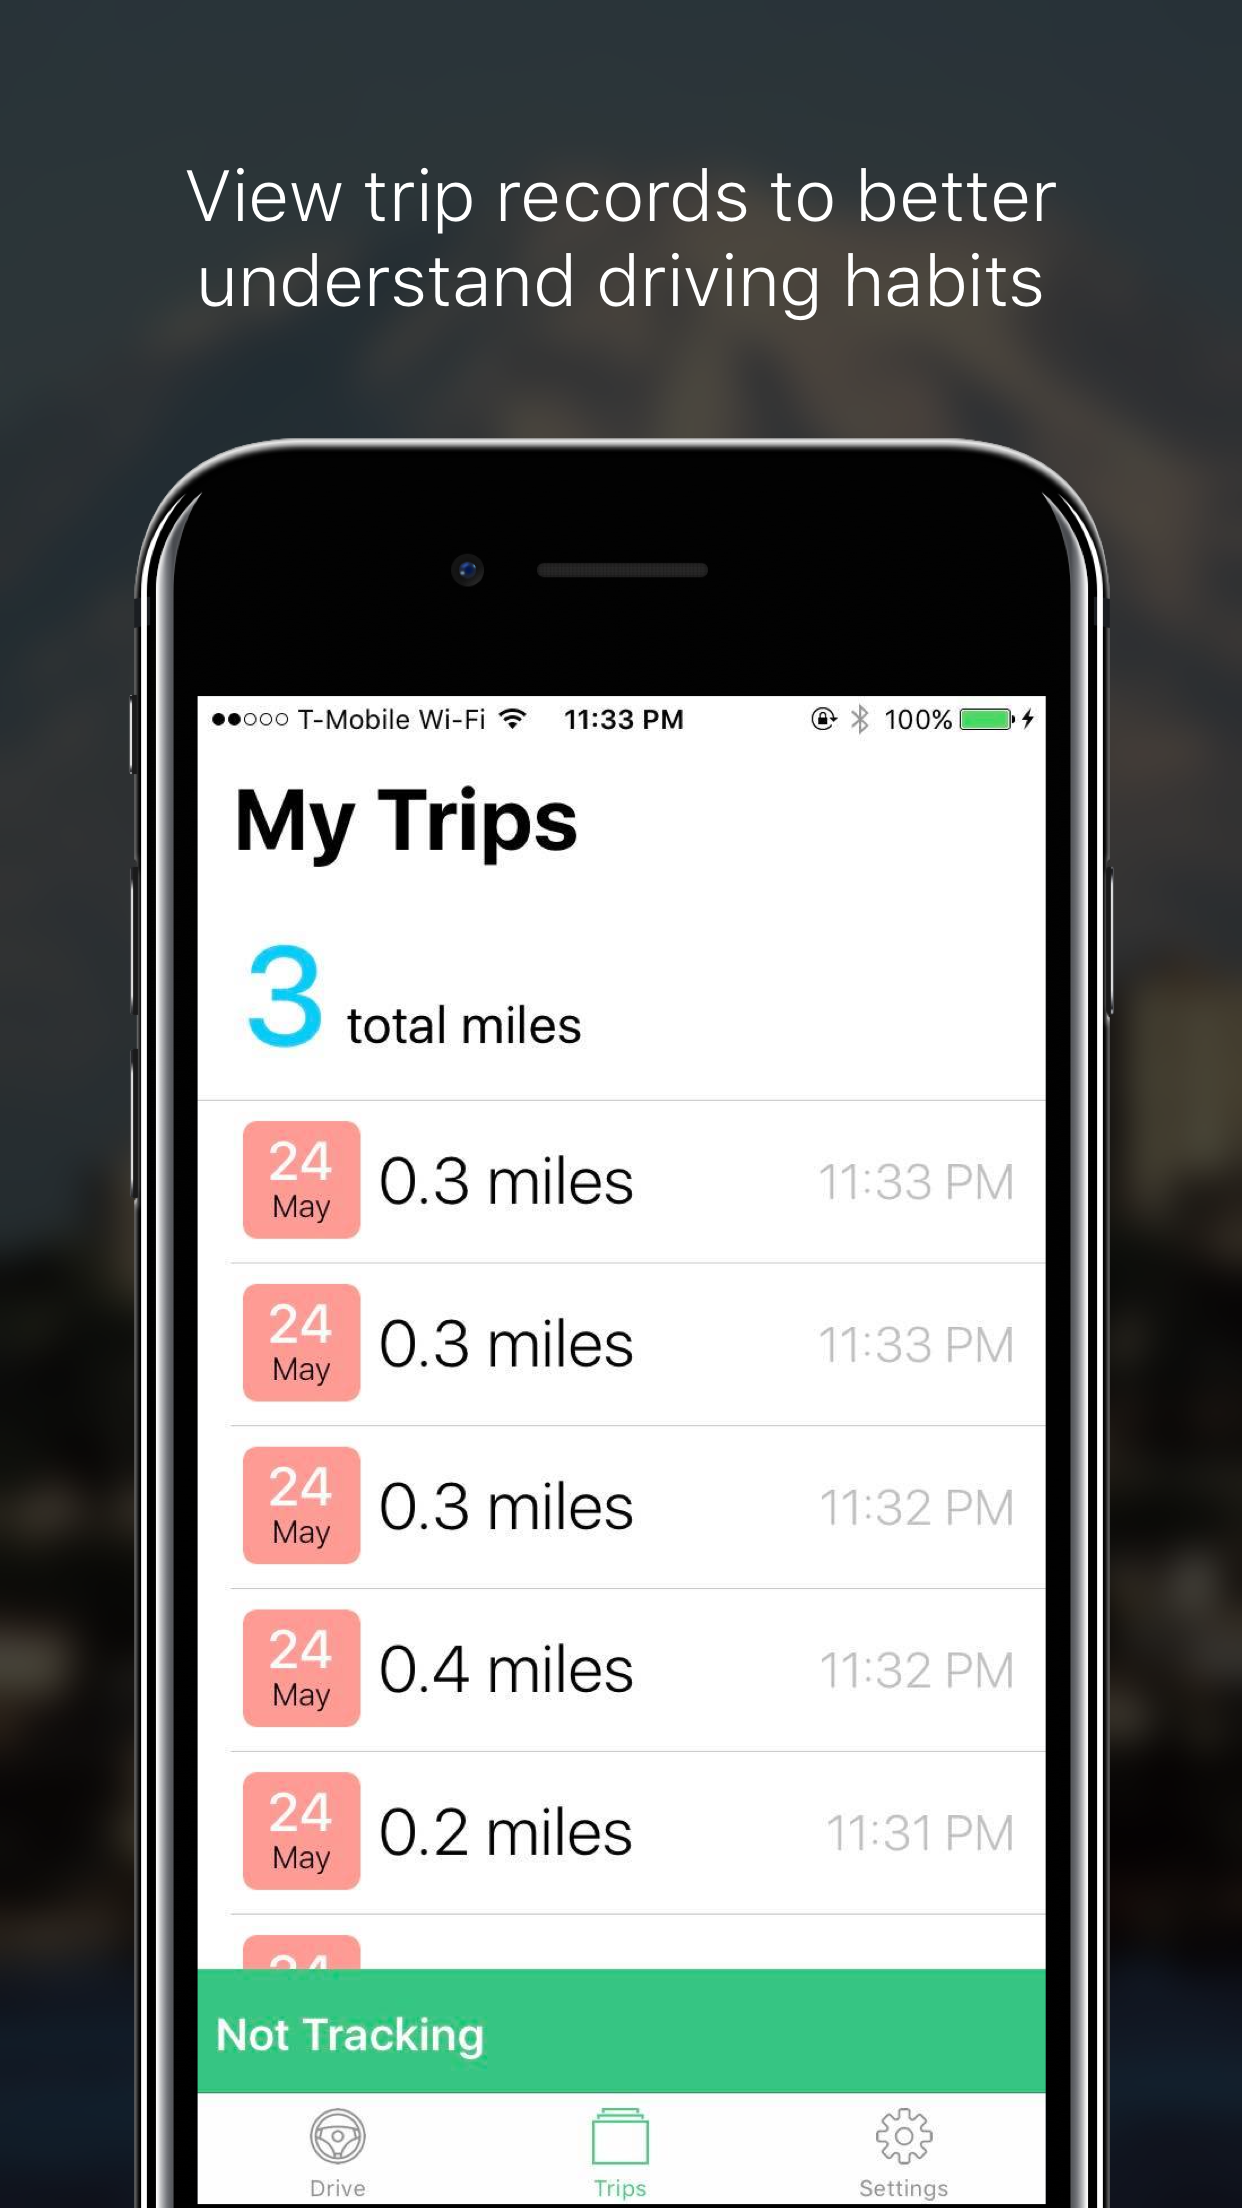 View trip records to better
understand driving habits
T-Mobile Wi-Fi 11:33 PM 100%
My Trips
3 total miles
24
May
0.3 miles 11:33 PM
24
May
0.3 miles 11:33 PM
24
May
0.3 miles 11:32 PM
24
May
0.4 miles 11:32 PM
24
May
0.2 miles 11:31 PM
24
Not Tracking
Drive Trips Settings